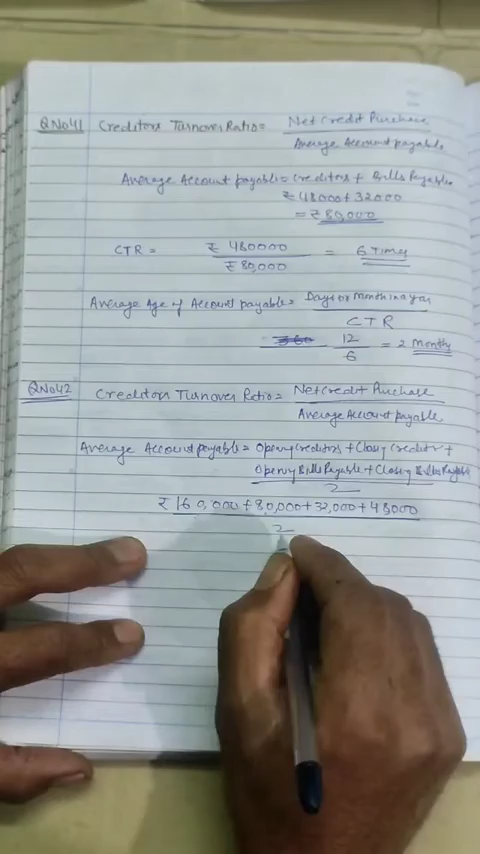 QNo41 Creditors Turnover Ratio = Net Credit Purchase
Average Account payable
Average Account payable = Creditors + Bills Payable
₹ 48000 + 32000
= ₹ 80,000
CTR = ₹ 480000 = 6 Times
₹ 80,000
Average Age of Account payable = Days or Month in a year
CTR
12
6 = 2 Months
QNo42 Creditors Turnover Ratio = Net Credit Purchase
Average Account payable
Average Account payable = Opening Creditors + Closing Creditors +
Opening Bills Payable + Closing Bills Payable
2
₹ 160,000 + 80,000 + 32,000 + 48000
2